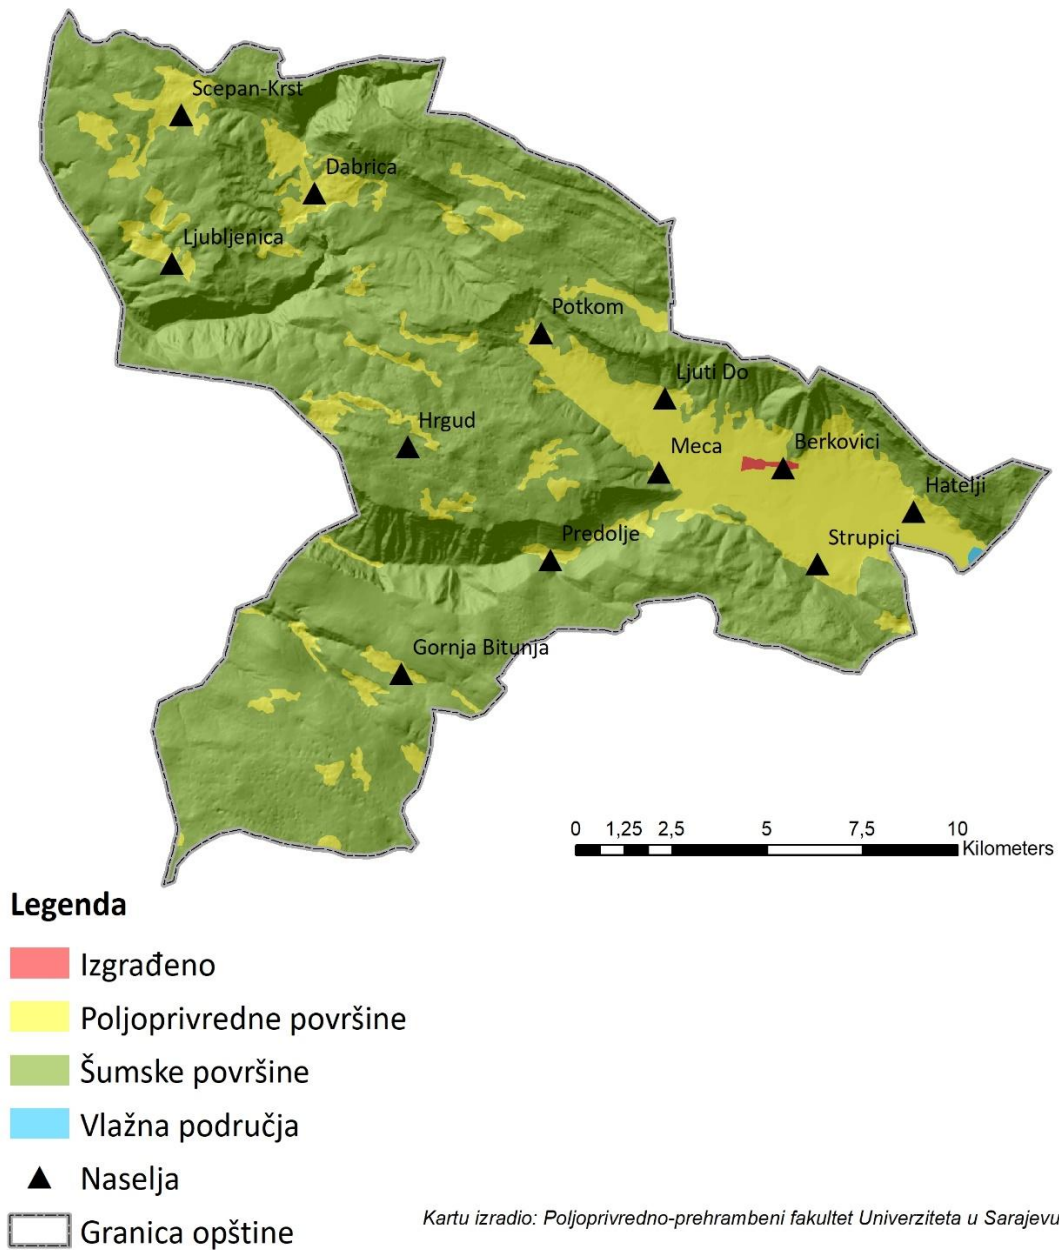 Scepan-Krst
Dabrica
Ljubljenica
Potkom
Ljuti Do
Hrgud
Meca
Berkovici
Hatelji
Predolje
Strupici
Gornja Bitunja
0 1,25 2,5 5 7,5 10
Kilometers
Legenda
Izgrađeno
Poljoprivredne površine
Šumske površine
Vlažna područja
Naselja
Granica opštine
Kartu izradio: Poljoprivredno-prehrambeni fakultet Univerziteta u Sarajevu